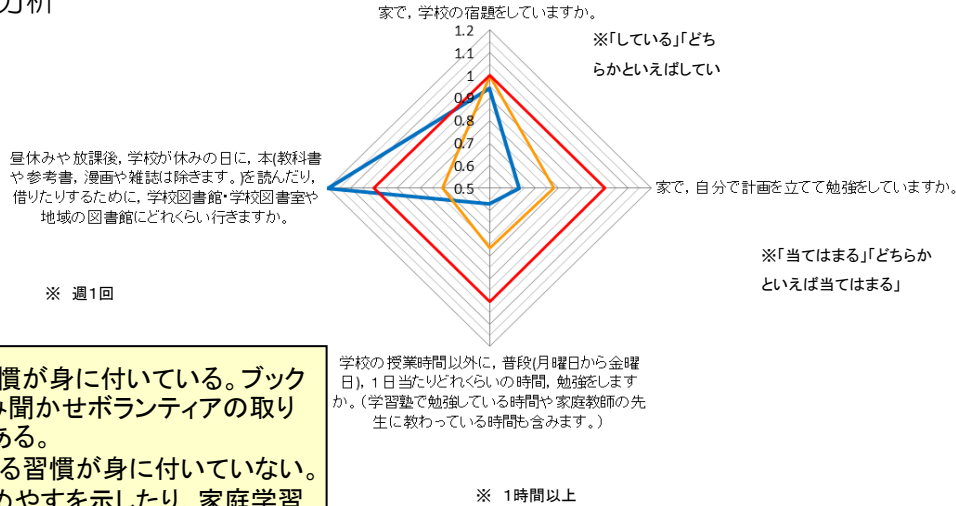 分析
家で，学校の宿題をしていますか。
※「している」「どち
らかといえばしてい
1.2
1.1
1
0.9
0.8
0.7
0.6
0.5
昼休みや放課後，学校が休みの日に，本(教科書
や参考書，漫画や雑誌は除きます。)を読んだり，
借りたりするために，学校図書館・学校図書室や
地域の図書館にどれくらい行きますか。
※ 週1回
家で，自分で計画を立てて勉強をしていますか。
※「当てはまる」「どちらか
といえば当てはまる」
学校の授業時間以外に，普段(月曜日から金曜
日)，１日当たりどれくらいの時間，勉強をします
か。（学習塾で勉強している時間や家庭教師の先
生に教わっている時間も含みます。）
※ 1時間以上
慣が身に付いている。ブック
み聞かせボランティアの取り
ある。
る習慣が身に付いていない。
めやすを示したり，家庭学習